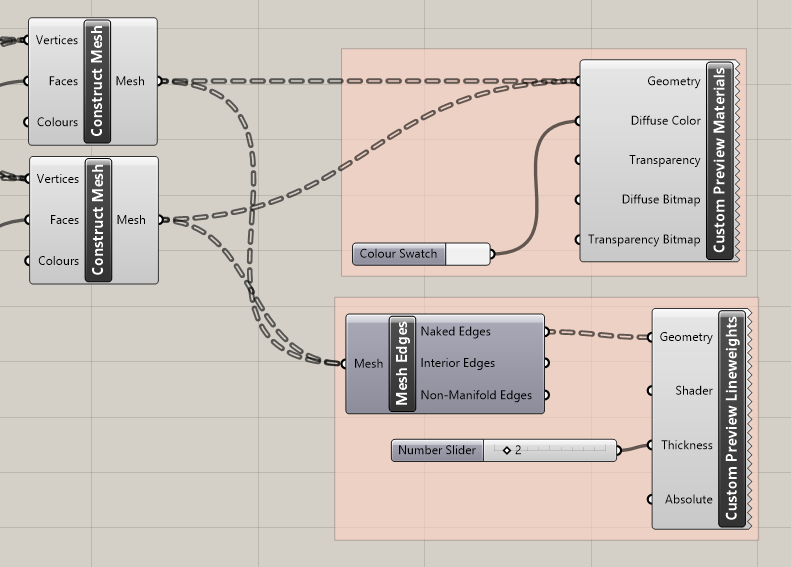 Vertices
Faces
Colours
Construct Mesh
Mesh
Vertices
Faces
Colours
Construct Mesh
Mesh
Geometry
Diffuse Color
Transparency
Diffuse Bitmap
Transparency Bitmap
Custom Preview Materials
Colour Swatch
Mesh
Mesh Edges
Naked Edges
Interior Edges
Non-Manifold Edges
Number Slider
2
Geometry
Shader
Thickness
Absolute
Custom Preview Lineweights